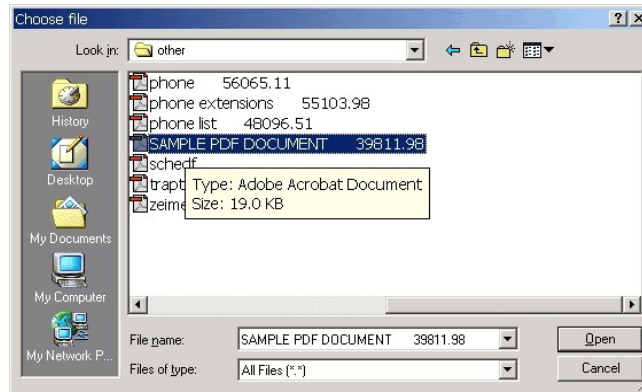 Choose file
Look in:
other
History
Desktop
My Documents
My Computer
My Network P...
phone 56065.11
phone extensions 55103.98
phone list 48096.51
SAMPLE PDF DOCUMENT 39811.98
schedf
trapt
zeime
Type: Adobe Acrobat Document
Size: 19.0 KB
File name:
SAMPLE PDF DOCUMENT 39811.98
Open
Files of type:
All Files (*.*)
Cancel